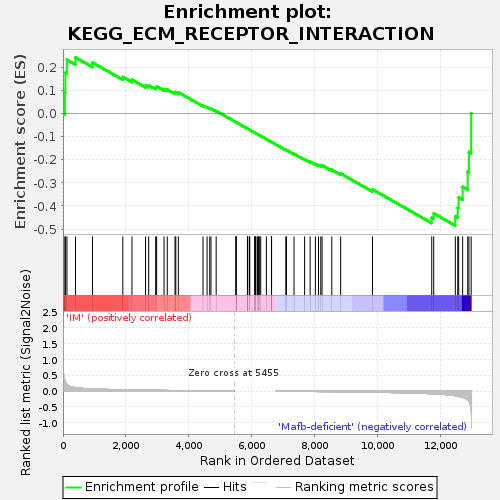 Enrichment plot:
KEGG_ECM_RECEPTOR_INTERACTION
Enrichment score (ES)
0.2
0.1
0.0
-0.1
-0.2
-0.3
-0.4
-0.5
'IM' (positively correlated)
Ranked list metric (Signal2Noise)
2.5
2.0
1.5
1.0
0.5
0.0
-0.5
-1.0
Zero cross at 5455
'Mafb-deficient' (negatively correlated)
0 2,000 4,000 6,000 8,000 10,000 12,000
Rank in Ordered Dataset
Enrichment profile Hits Ranking metric scores